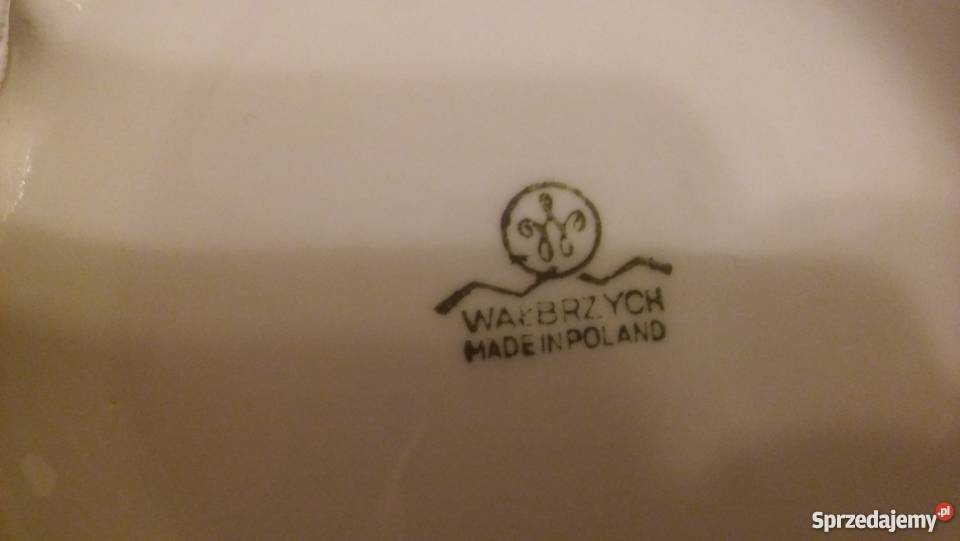 WAŁBRZYCH
MADE IN POLAND
Sprzedajemy.pl